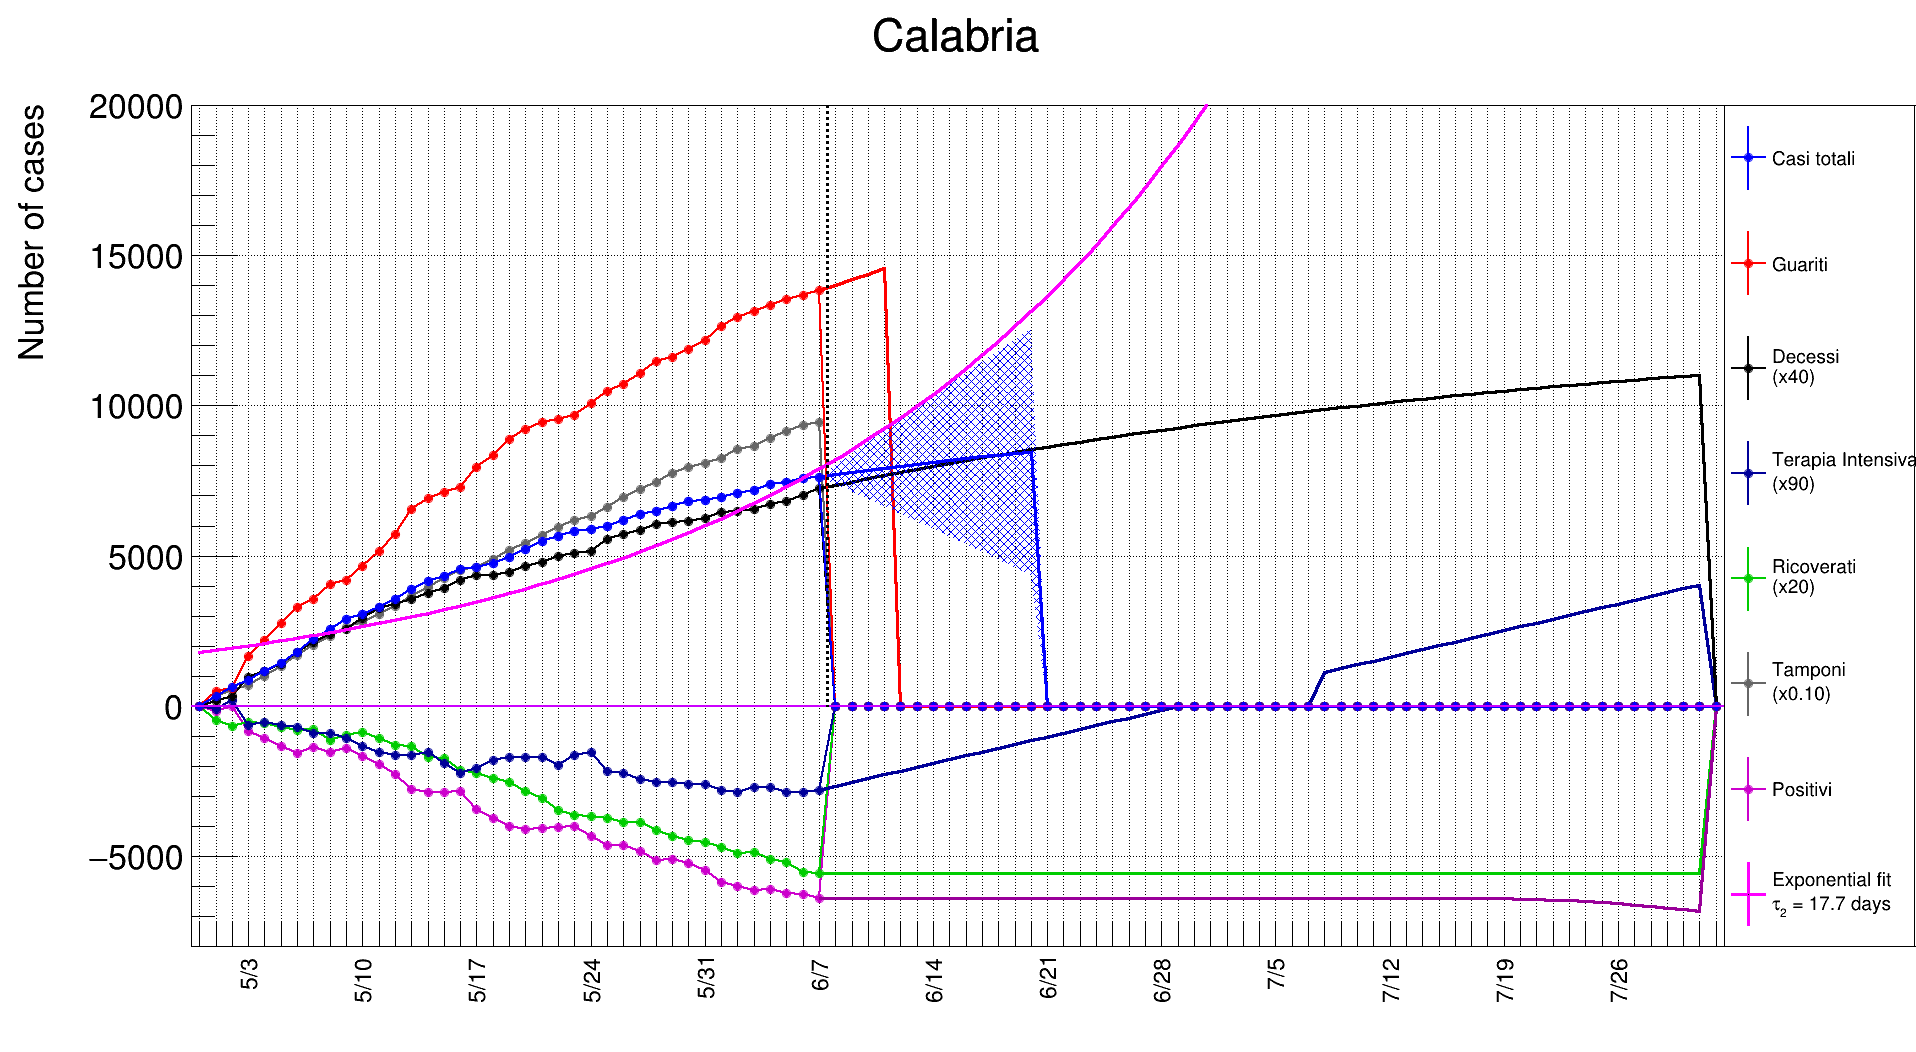 Calabria
Number of cases
20000
15000
10000
5000
0
−5000
5/3
5/10
5/17
5/24
5/31
6/7
6/14
6/21
6/28
7/5
7/12
7/19
7/26
Casi totali
Guariti
Decessi
(x40)
Terapia Intensiva
(x90)
Ricoverati
(x20)
Tamponi
(x0.10)
Positivi
Exponential fit
τ₂ = 17.7 days